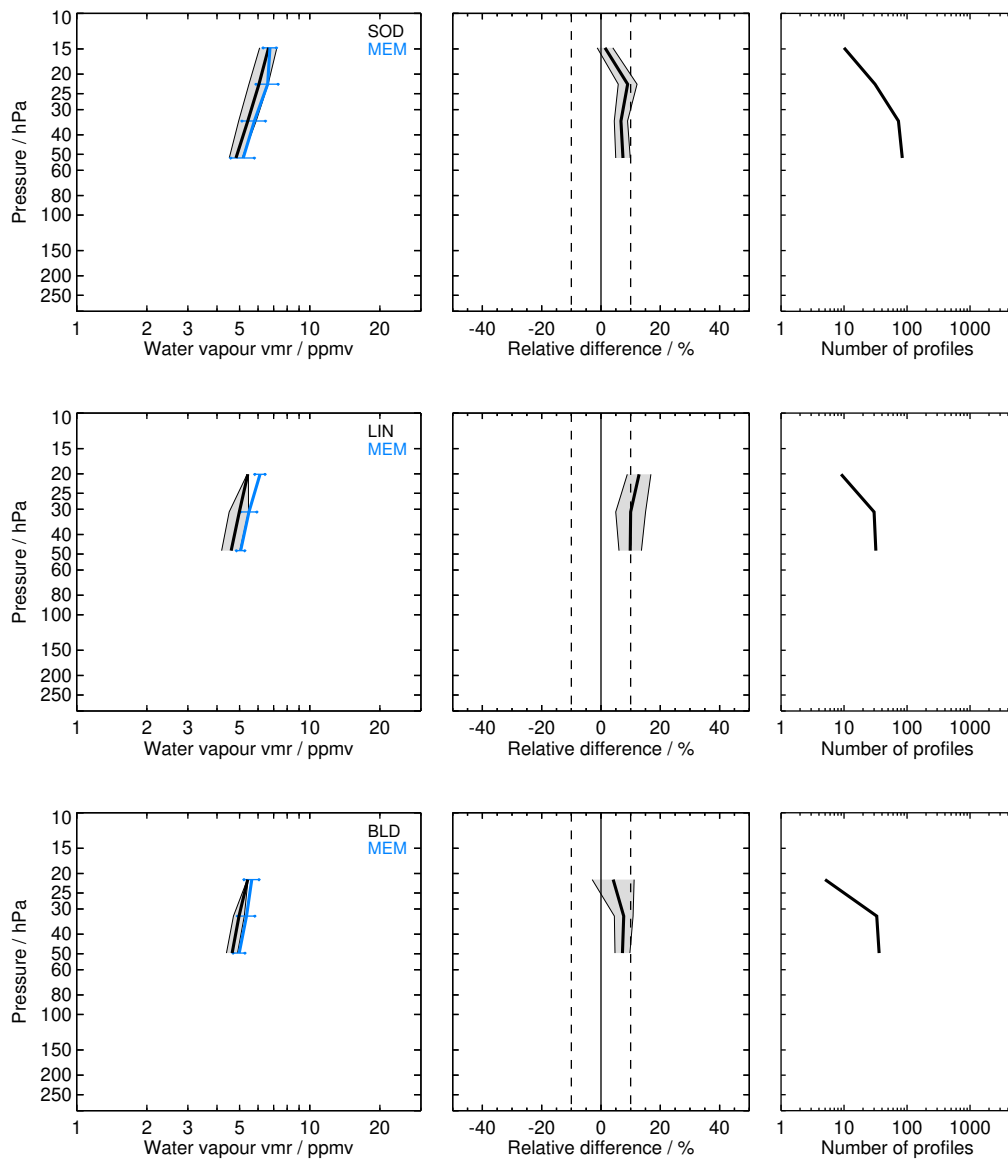 10
15
20
25
30
40
50
60
80
100
150
200
250
Pressure / hPa
SOD
MEM
1 2 3 5 10 20
Water vapour vmr / ppmv
-40 -20 0 20 40
Relative difference / %
1 10 100 1000
Number of profiles
10
15
20
25
30
40
50
60
80
100
150
200
250
Pressure / hPa
LIN
MEM
1 2 3 5 10 20
Water vapour vmr / ppmv
-40 -20 0 20 40
Relative difference / %
1 10 100 1000
Number of profiles
10
15
20
25
30
40
50
60
80
100
150
200
250
Pressure / hPa
BLD
MEM
1 2 3 5 10 20
Water vapour vmr / ppmv
-40 -20 0 20 40
Relative difference / %
1 10 100 1000
Number of profiles